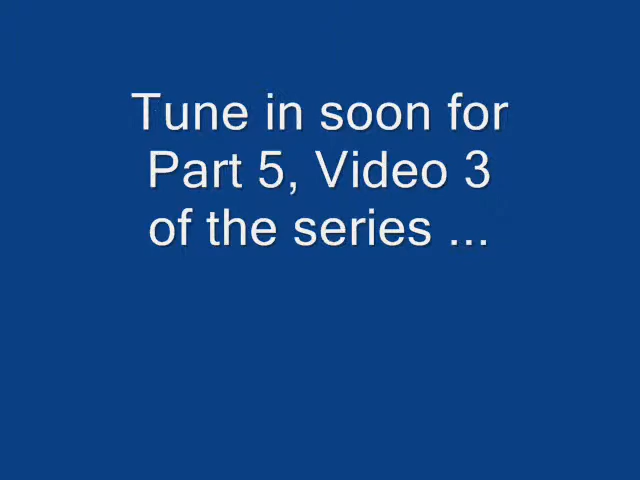 Tune in soon for
Part 5, Video 3
of the series ...